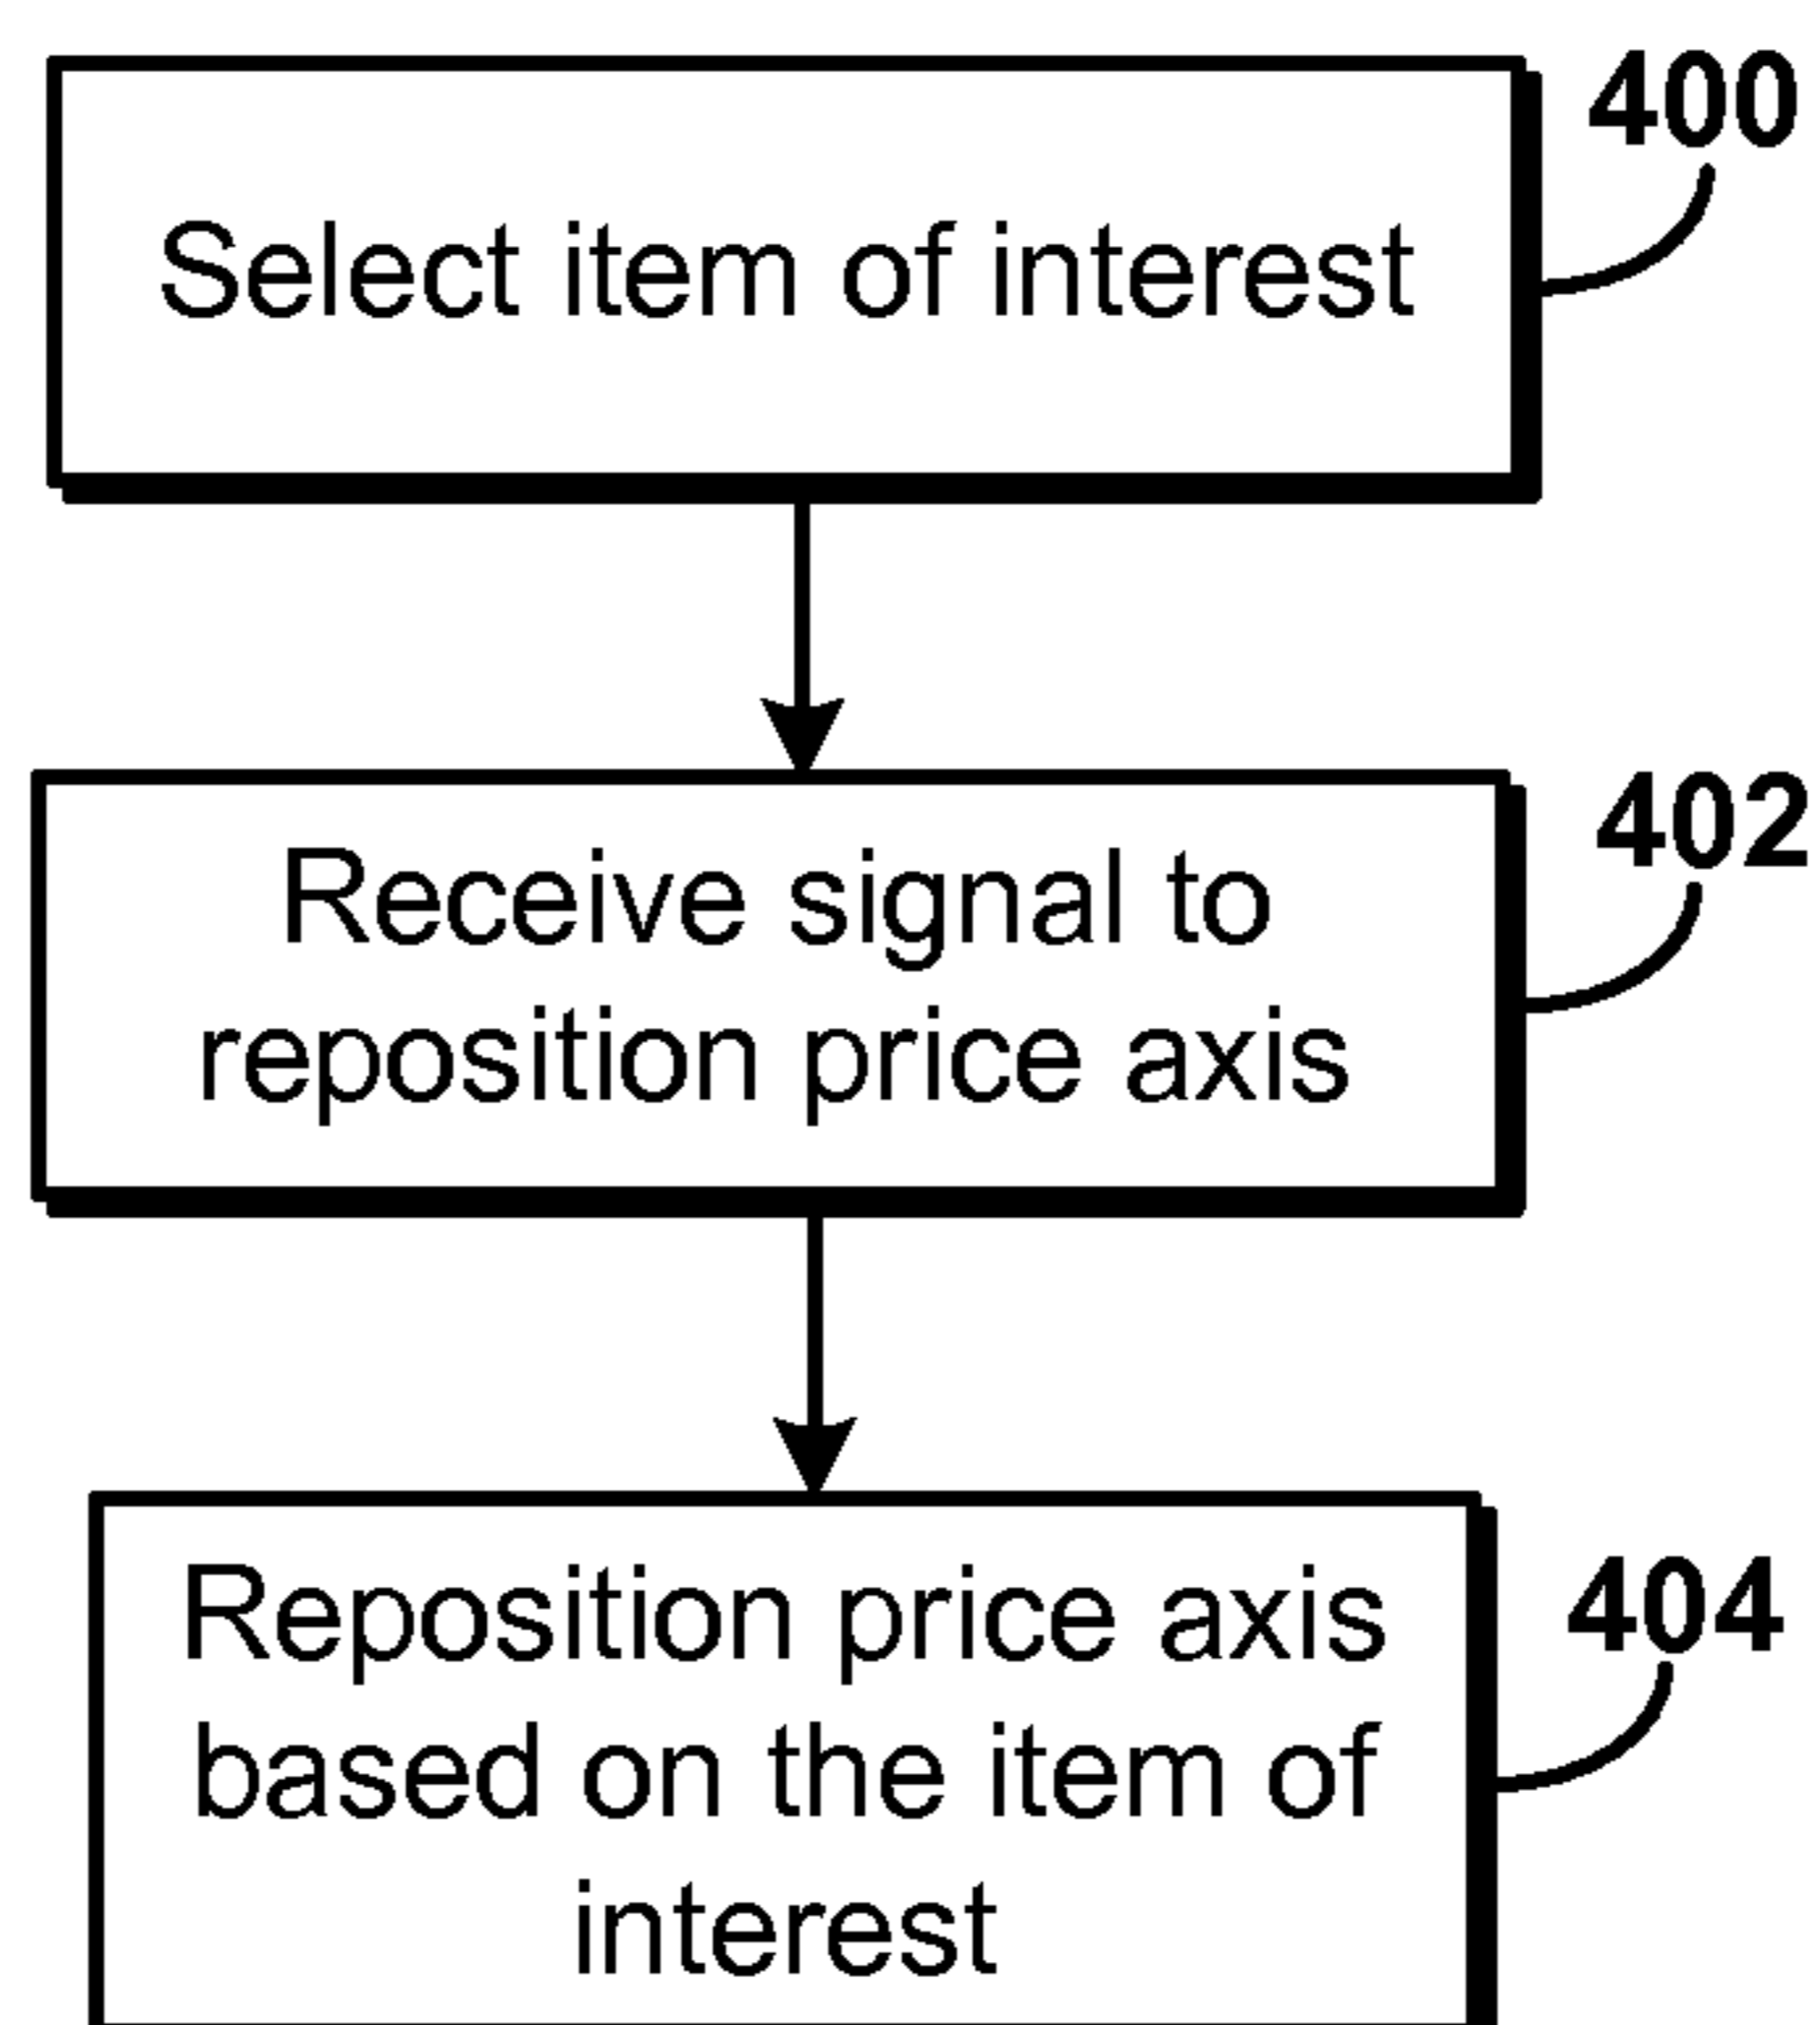 400
Select item of interest
402
Receive signal to
reposition price axis
404
Reposition price axis
based on the item of
interest